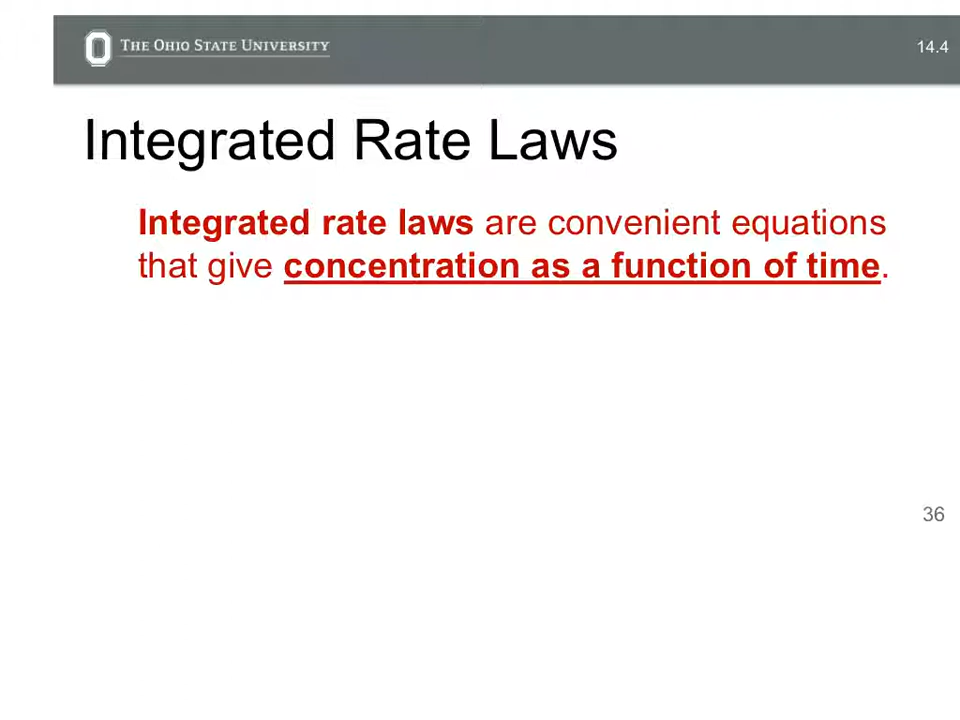 THE OHIO STATE UNIVERSITY
14.4
Integrated Rate Laws
Integrated rate laws are convenient equations
that give concentration as a function of time.
36